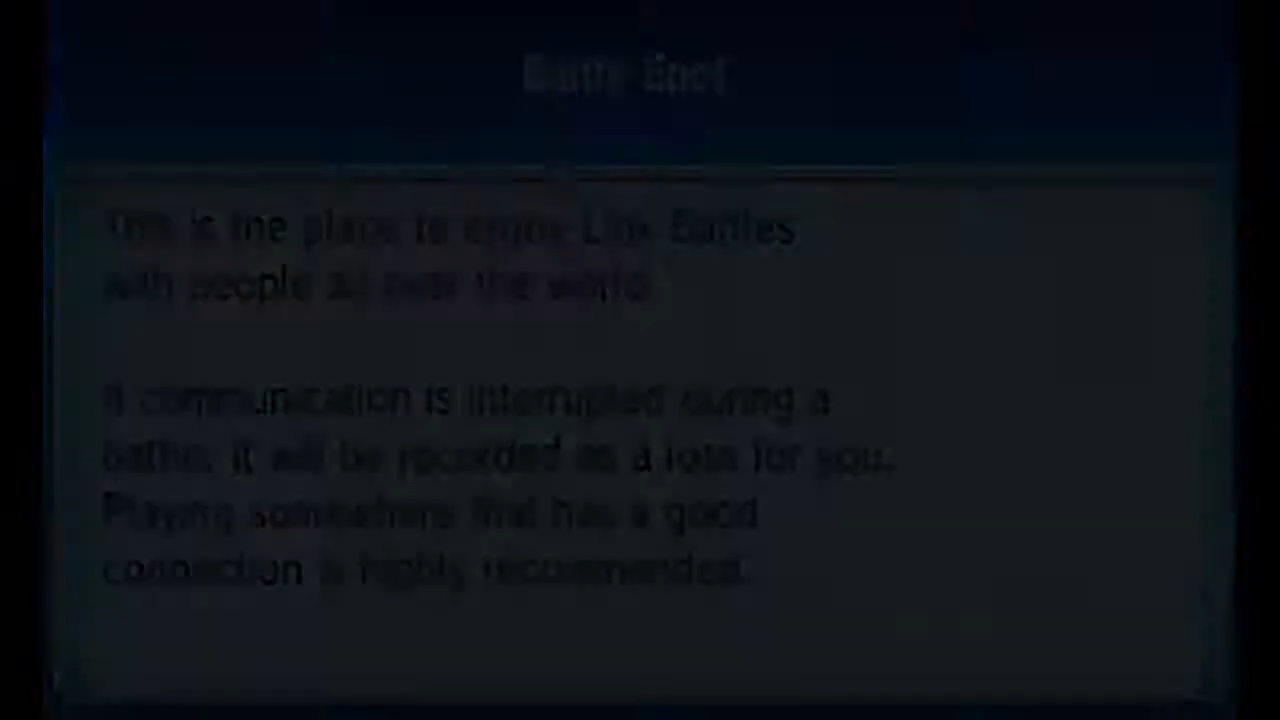 Battle Spot
This is the place to enjoy Link Battles
with people all over the world.
If communication is interrupted during a
battle, it will be recorded as a loss for you.
Playing somewhere that has a good
connection is highly recommended.